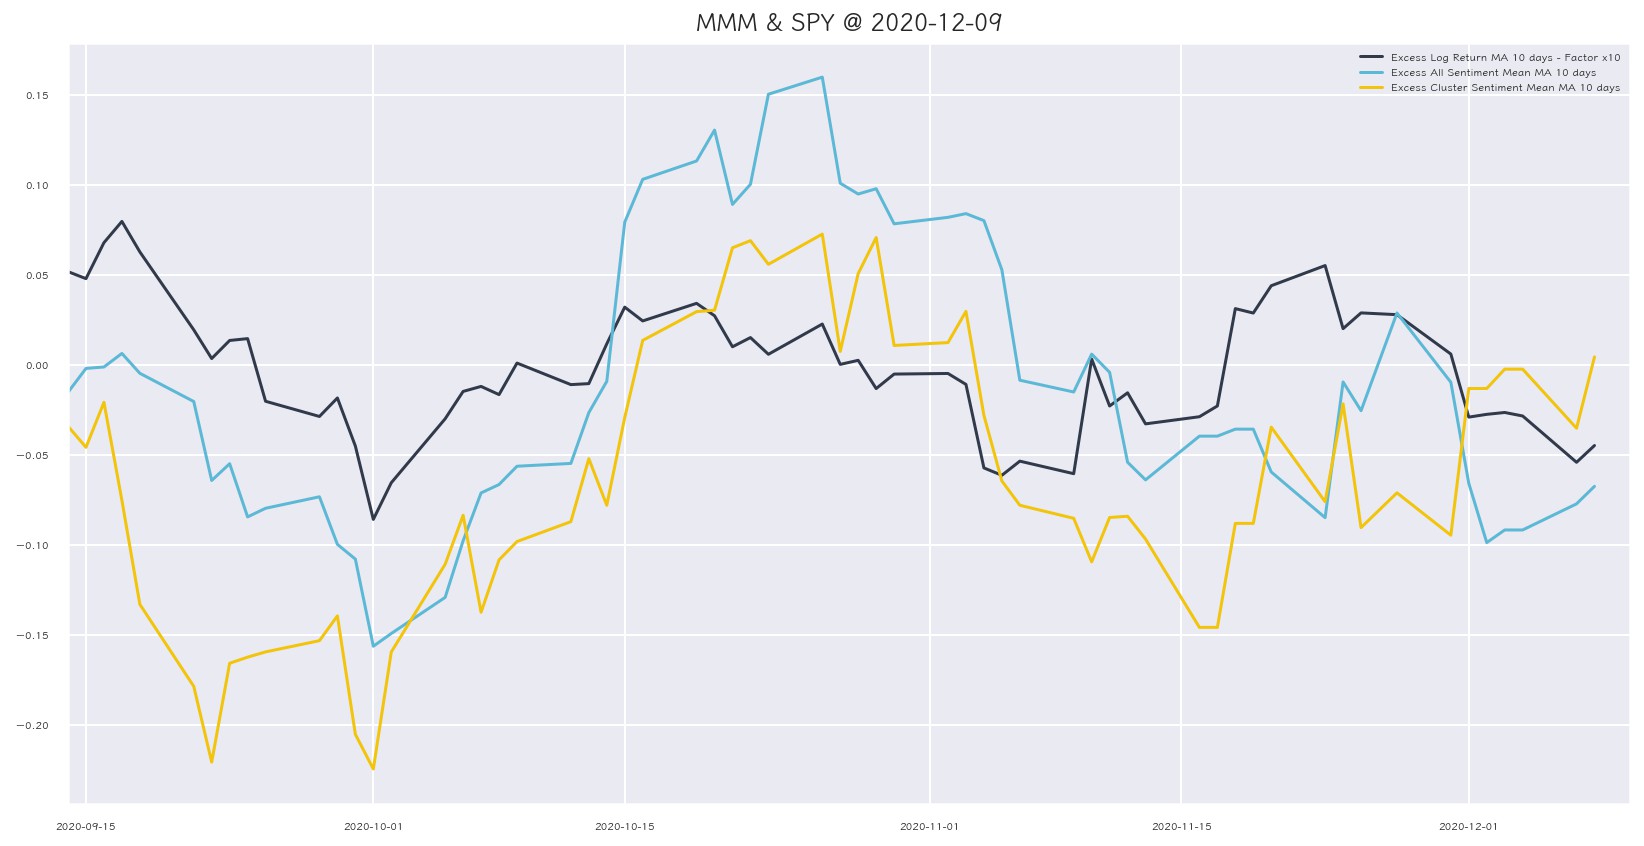 MMM & SPY @ 2020-12-09
Excess Log Return MA 10 days - Factor x10
Excess All Sentiment Mean MA 10 days
Excess Cluster Sentiment Mean MA 10 days
0.15
0.10
0.05
0.00
−0.05
−0.10
−0.15
−0.20
2020-09-15 2020-10-01 2020-10-15 2020-11-01 2020-11-15 2020-12-01